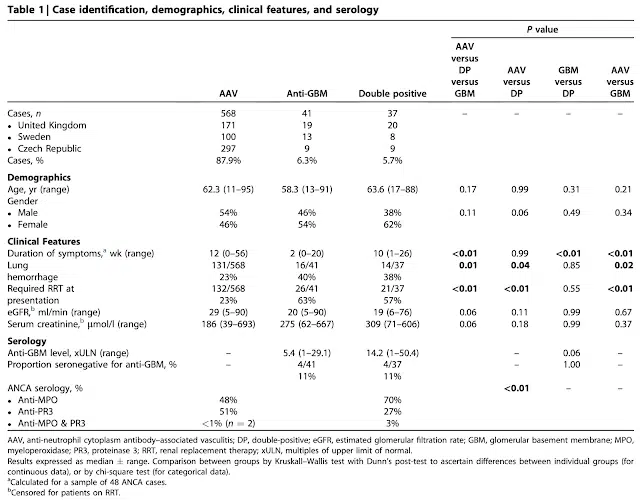 Table 1 | Case identification, demographics, clinical features, and serology
P value
AAV versus DP versus GBM
AAV versus DP
GBM versus DP
AAV versus GBM
AAV Anti-GBM Double positive
Cases, n 568 41 37 – – – –
• United Kingdom 171 19 20
• Sweden 100 13 8
• Czech Republic 297 9 9
Cases, % 87.9% 6.3% 5.7%
Demographics
Age, yr (range) 62.3 (11–95) 58.3 (13–91) 63.6 (17–88) 0.17 0.99 0.31 0.21
Gender
• Male 54% 46% 38% 0.11 0.06 0.49 0.34
• Female 46% 54% 62%
Clinical Features
Duration of symptoms,a wk (range) 12 (0–56) 2 (0–20) 10 (1–26) <0.01 0.99 <0.01 <0.01
Lung 131/568 16/41 14/37 0.01 0.04 0.85 0.02
hemorrhage 23% 40% 38%
Required RRT at 132/568 26/41 21/37 <0.01 <0.01 0.55 <0.01
presentation 23% 63% 57%
eGFR,b ml/min (range) 29 (5–90) 20 (5–90) 19 (6–76) 0.06 0.11 0.99 0.67
Serum creatinine,b μmol/l (range) 186 (39–693) 275 (62–667) 309 (71–606) 0.06 0.18 0.99 0.37
Serology
Anti-GBM level, xULN (range) – 5.4 (1–29.1) 14.2 (1–50.4) – 0.06 –
Proportion seronegative for anti-GBM, % – 4/41 4/37 – 1.00 –
11% 11%
ANCA serology, % <0.01 – –
• Anti-MPO 48% 70%
• Anti-PR3 51% 27%
• Anti-MPO & PR3 <1% (n = 2) 3%
AAV, anti-neutrophil cytoplasm antibody–associated vasculitis; DP, double-positive; eGFR, estimated glomerular filtration rate; GBM, glomerular basement membrane; MPO,
myeloperoxidase; PR3, proteinase 3; RRT, renal replacement therapy; xULN, multiples of upper limit of normal.
Results expressed as median ± range. Comparison between groups by Kruskall–Wallis test with Dunn's post-test to ascertain differences between individual groups (for
continuous data), or by chi-square test (for categorical data).
aCalculated for a sample of 48 ANCA cases.
bCensored for patients on RRT.